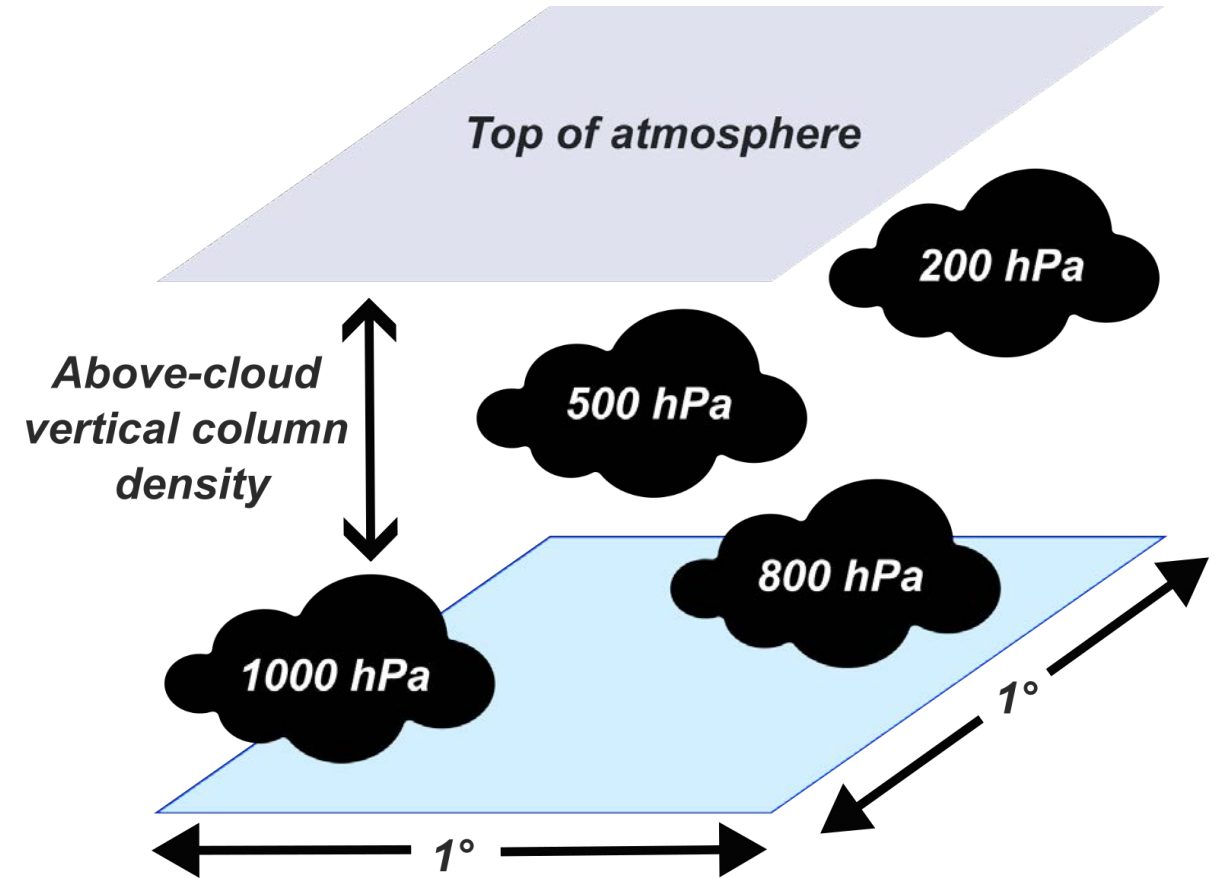 Top of atmosphere
200 hPa
Above-cloud
vertical column
density
500 hPa
800 hPa
1000 hPa
1°
1°